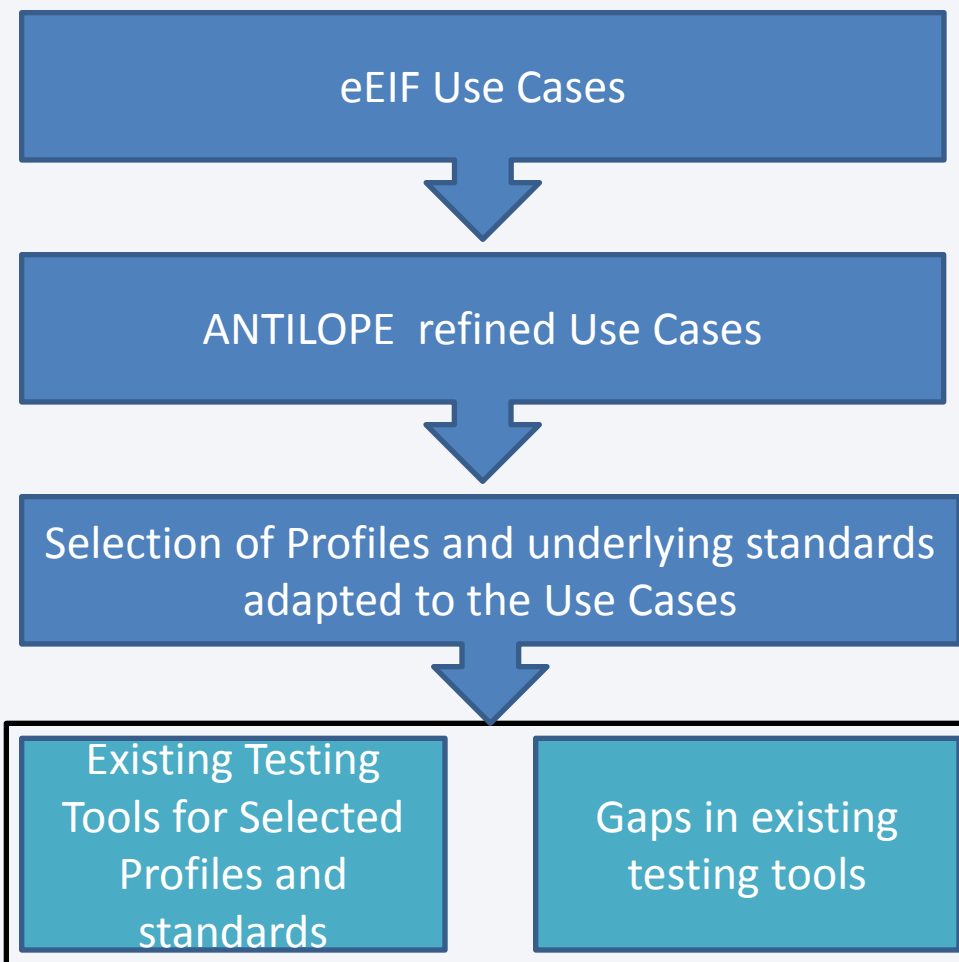 eEIF Use Cases
ANTILOPE  refined Use Cases
Selection of Profiles and underlying standards
adapted to the Use Cases
Existing Testing
Tools for Selected
Profiles and
standards
Gaps in existing
testing tools